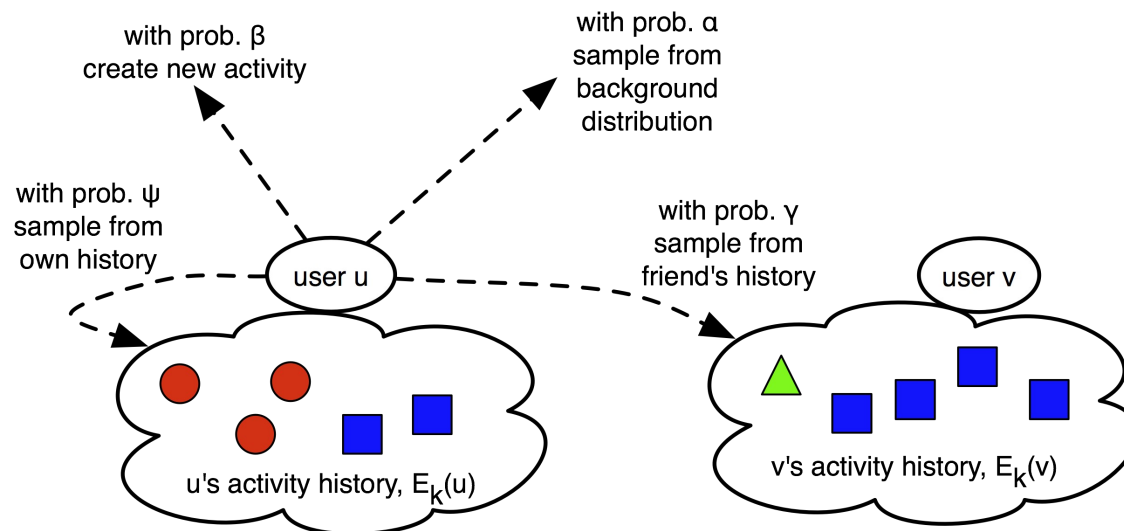 with prob. β
create new activity
with prob. α
sample from
background
distribution
with prob. ψ
sample from
own history
with prob. γ
sample from
friend's history
user u
user v
u's activity history, Ek(u)
v's activity history, Ek(v)